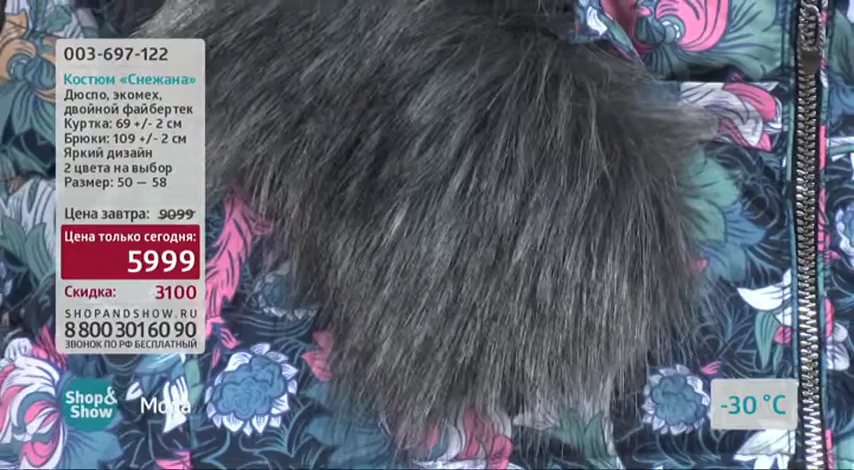 003-697-122
Костюм «Снежана»
Дюспо, экомех,
двойной файбертек
Куртка: 69 +/- 2 см
Брюки: 109 +/- 2 см
Яркий дизайн
2 цвета на выбор
Размер: 50 — 58
Цена завтра: 9099
Цена только сегодня:
5999
Скидка: 3100
SHOPANDSHOW.RU
8 800 301 60 90
ЗВОНОК ПО РФ БЕСПЛАТНЫЙ
Shop&
Show
Мода
-30 °C